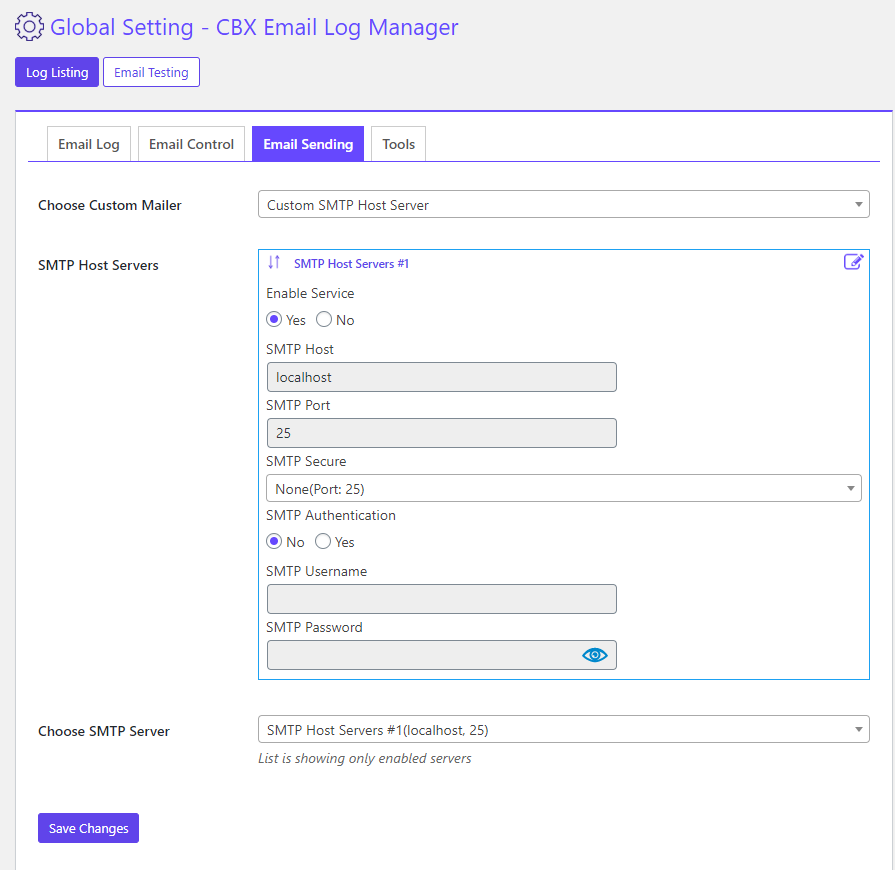 Global Setting - CBX Email Log Manager
Log Listing
Email Testing
Email Log
Email Control
Email Sending
Tools
Choose Custom Mailer
Custom SMTP Host Server
SMTP Host Servers
SMTP Host Servers #1
Enable Service
Yes No
SMTP Host
localhost
SMTP Port
25
SMTP Secure
None(Port: 25)
SMTP Authentication
No Yes
SMTP Username
SMTP Password
Choose SMTP Server
SMTP Host Servers #1(localhost, 25)
List is showing only enabled servers
Save Changes